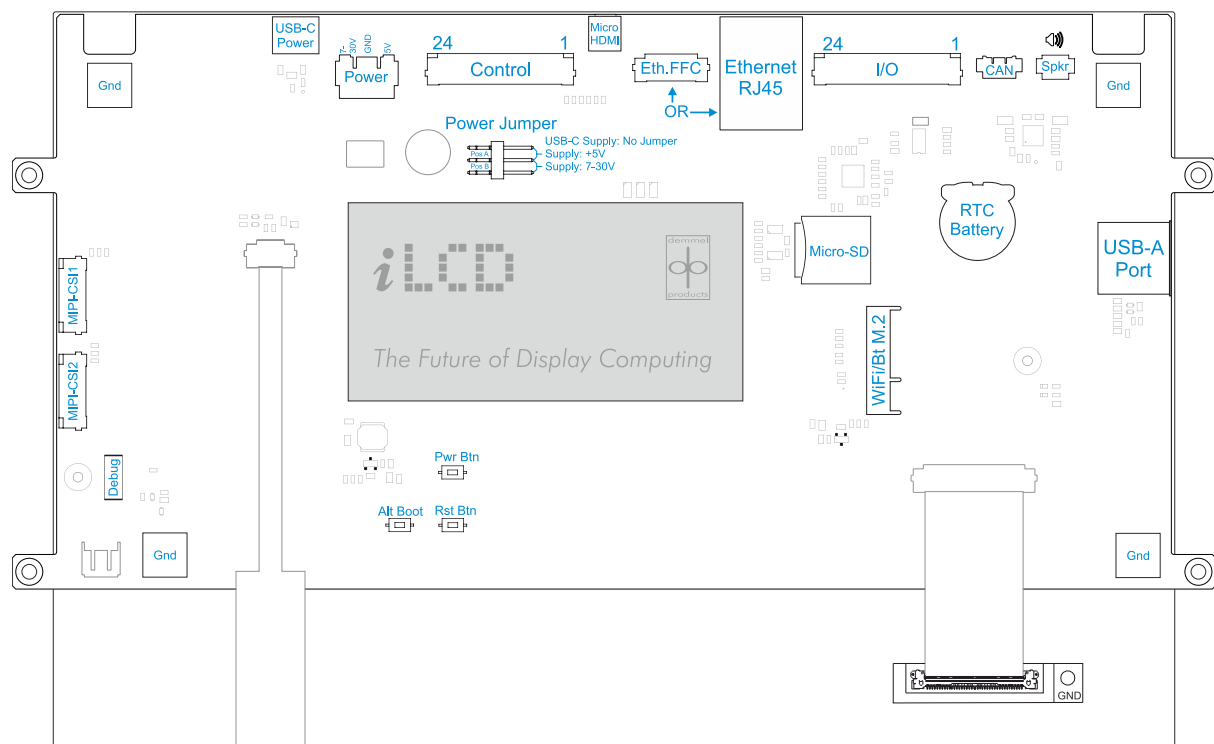 USB-C
Power
7-
30V
GND
5V
Power
24
1
Control
Micro
HDMI
Eth.FFC
OR
Ethernet
RJ45
24
1
I/O
CAN
Spkr
Gnd
Gnd
Power Jumper
USB-C Supply: No Jumper
Pos A
Supply: +5V
Pos B
Supply: 7-30V
iLCD
demmel
dp
products
The Future of Display Computing
Micro-SD
RTC
Battery
USB-A
Port
MIPI-CSI1
MIPI-CSI2
WiFi/Bt M.2
Debug
Pwr Btn
Alt Boot
Rst Btn
Gnd
Gnd
GND